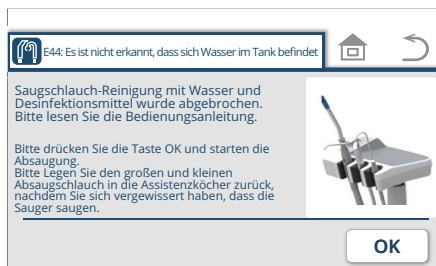 E44: Es ist nicht erkannt, dass sich Wasser im Tank befindet
Saugschlauch-Reinigung mit Wasser und
Desinfektionsmittel wurde abgebrochen.
Bitte lesen Sie die Bedienungsanleitung.
Bitte drücken Sie die Taste OK und starten die
Absaugung.
Bitte Legen Sie den großen und kleinen
Absaugschlauch in die Assistenzköcher zurück,
nachdem Sie sich vergewissert haben, dass die
Sauger saugen.
OK